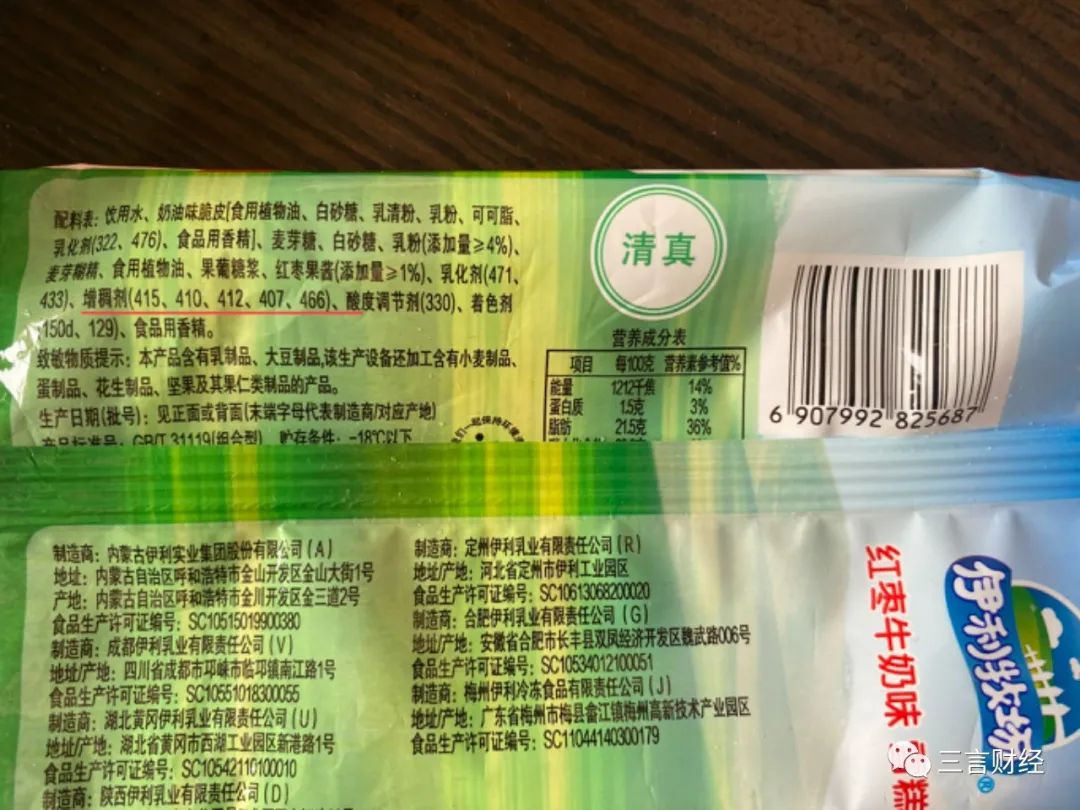 配料表：饮用水、奶油味脆皮[食用植物油、白砂糖、乳清粉、乳粉、可可脂、
乳化剂(322、476)、食品用香精]、麦芽糖、白砂糖、乳粉(添加量≥4%)、
麦芽糊精、食用植物油、果葡糖浆、红枣果酱(添加量≥1%)、乳化剂(471、
433)、增稠剂(415、410、412、407、466)、酸度调节剂(330)、着色剂
150d、129)、食品用香精。
致敏物质提示：本产品含有乳制品、大豆制品,该生产设备还加工含有小麦制品、
蛋制品、花生制品、坚果及其果仁类制品的产品。
生产日期(批号)：见正面或背面(末端字母代表制造商/对应产地)
产品标准号：GB/T 31119(组合型) 贮存条件：-18℃以下
清真
营养成分表
项目 每100克 营养素参考值%
能量 1212千焦 14%
蛋白质 1.5克 3%
脂肪 21.5克 36%
6 907992 825687
制造商：内蒙古伊利实业集团股份有限公司(A)
地址：内蒙古自治区呼和浩特市金山开发区金山大街1号
产地：内蒙古自治区呼和浩特市金川开发区金三道2号
食品生产许可证编号：SC10515019900380
制造商：成都伊利乳业有限责任公司(V)
地址/产地：四川省成都市邛崃市临邛镇南江路1号
食品生产许可证编号：SC10551018300055
制造商：湖北黄冈伊利乳业有限责任公司(U)
地址/产地：湖北省黄冈市西湖工业园区新港路1号
食品生产许可证编号：SC10542110100010
制造商：陕西伊利乳业有限责任公司(D)
制造商：定州伊利乳业有限责任公司(R)
地址/产地：河北省定州市伊利工业园区
食品生产许可证编号：SC10613068200020
制造商：合肥伊利乳业有限责任公司(G)
地址/产地：安徽省合肥市长丰县双凤经济开发区魏武路006号
食品生产许可证编号：SC10534012100051
制造商：梅州伊利冷冻食品有限责任公司(J)
地址/产地：广东省梅州市梅县畲江镇梅州高新技术产业园区
食品生产许可证编号：SC11044140300179
红枣牛奶味 雪糕
伊利牧场
三言财经